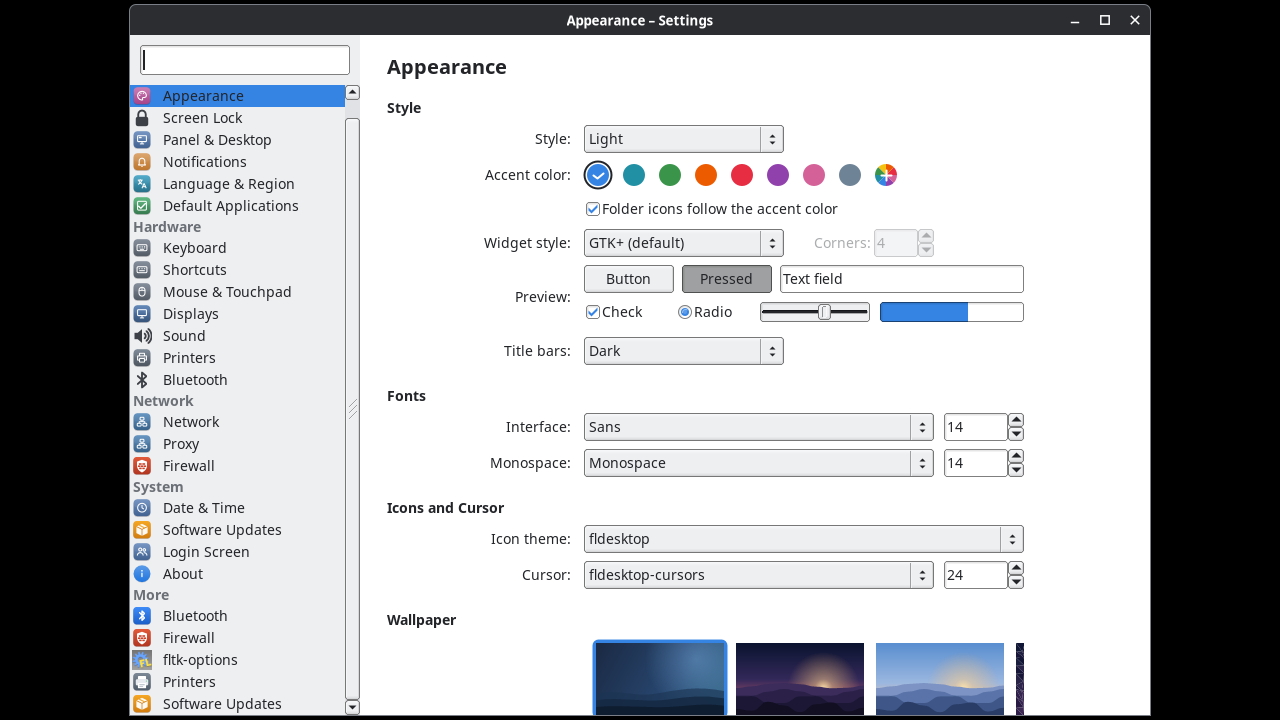 Appearance – Settings
Appearance
Screen Lock
Panel & Desktop
Notifications
Language & Region
Default Applications
Hardware
Keyboard
Shortcuts
Mouse & Touchpad
Displays
Sound
Printers
Bluetooth
Network
Network
Proxy
Firewall
System
Date & Time
Software Updates
Login Screen
About
More
Bluetooth
Firewall
fltk-options
Printers
Software Updates
Appearance
Style
Style: Light
Accent color:
Folder icons follow the accent color
Widget style: GTK+ (default) Corners: 4
Preview: Button Pressed Text field
Check Radio
Title bars: Dark
Fonts
Interface: Sans 14
Monospace: Monospace 14
Icons and Cursor
Icon theme: fldesktop
Cursor: fldesktop-cursors 24
Wallpaper